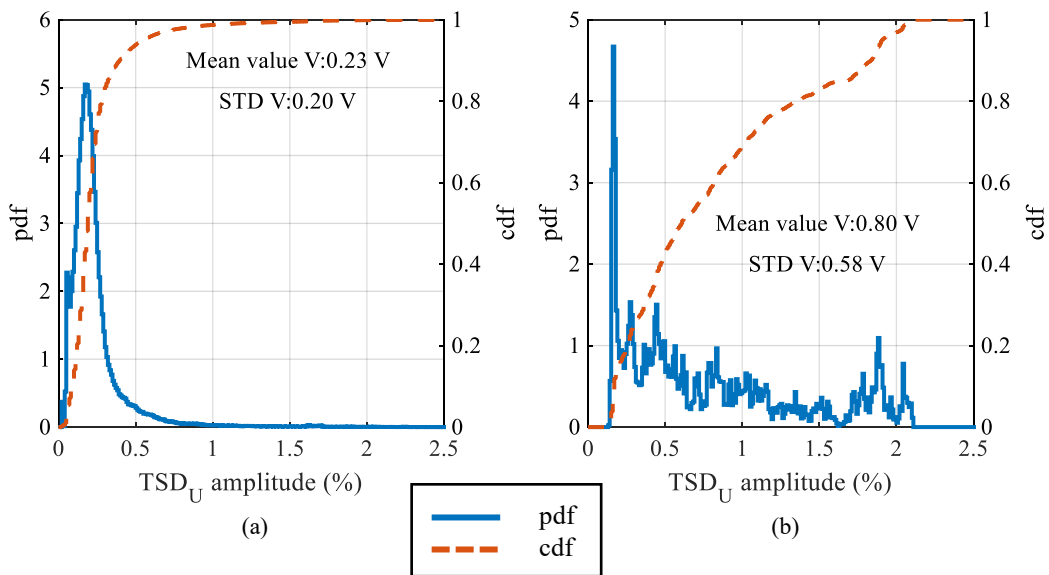 6
5
4
3
2
1
0
pdf
1
0.8
0.6
0.4
0.2
0
cdf
Mean value V:0.23 V
STD V:0.20 V
0 0.5 1 1.5 2 2.5
TSD_U amplitude (%)
(a)
5
4
3
2
1
0
pdf
1
0.8
0.6
0.4
0.2
0
cdf
Mean value V:0.80 V
STD V:0.58 V
0 0.5 1 1.5 2 2.5
TSD_U amplitude (%)
(b)
pdf
cdf